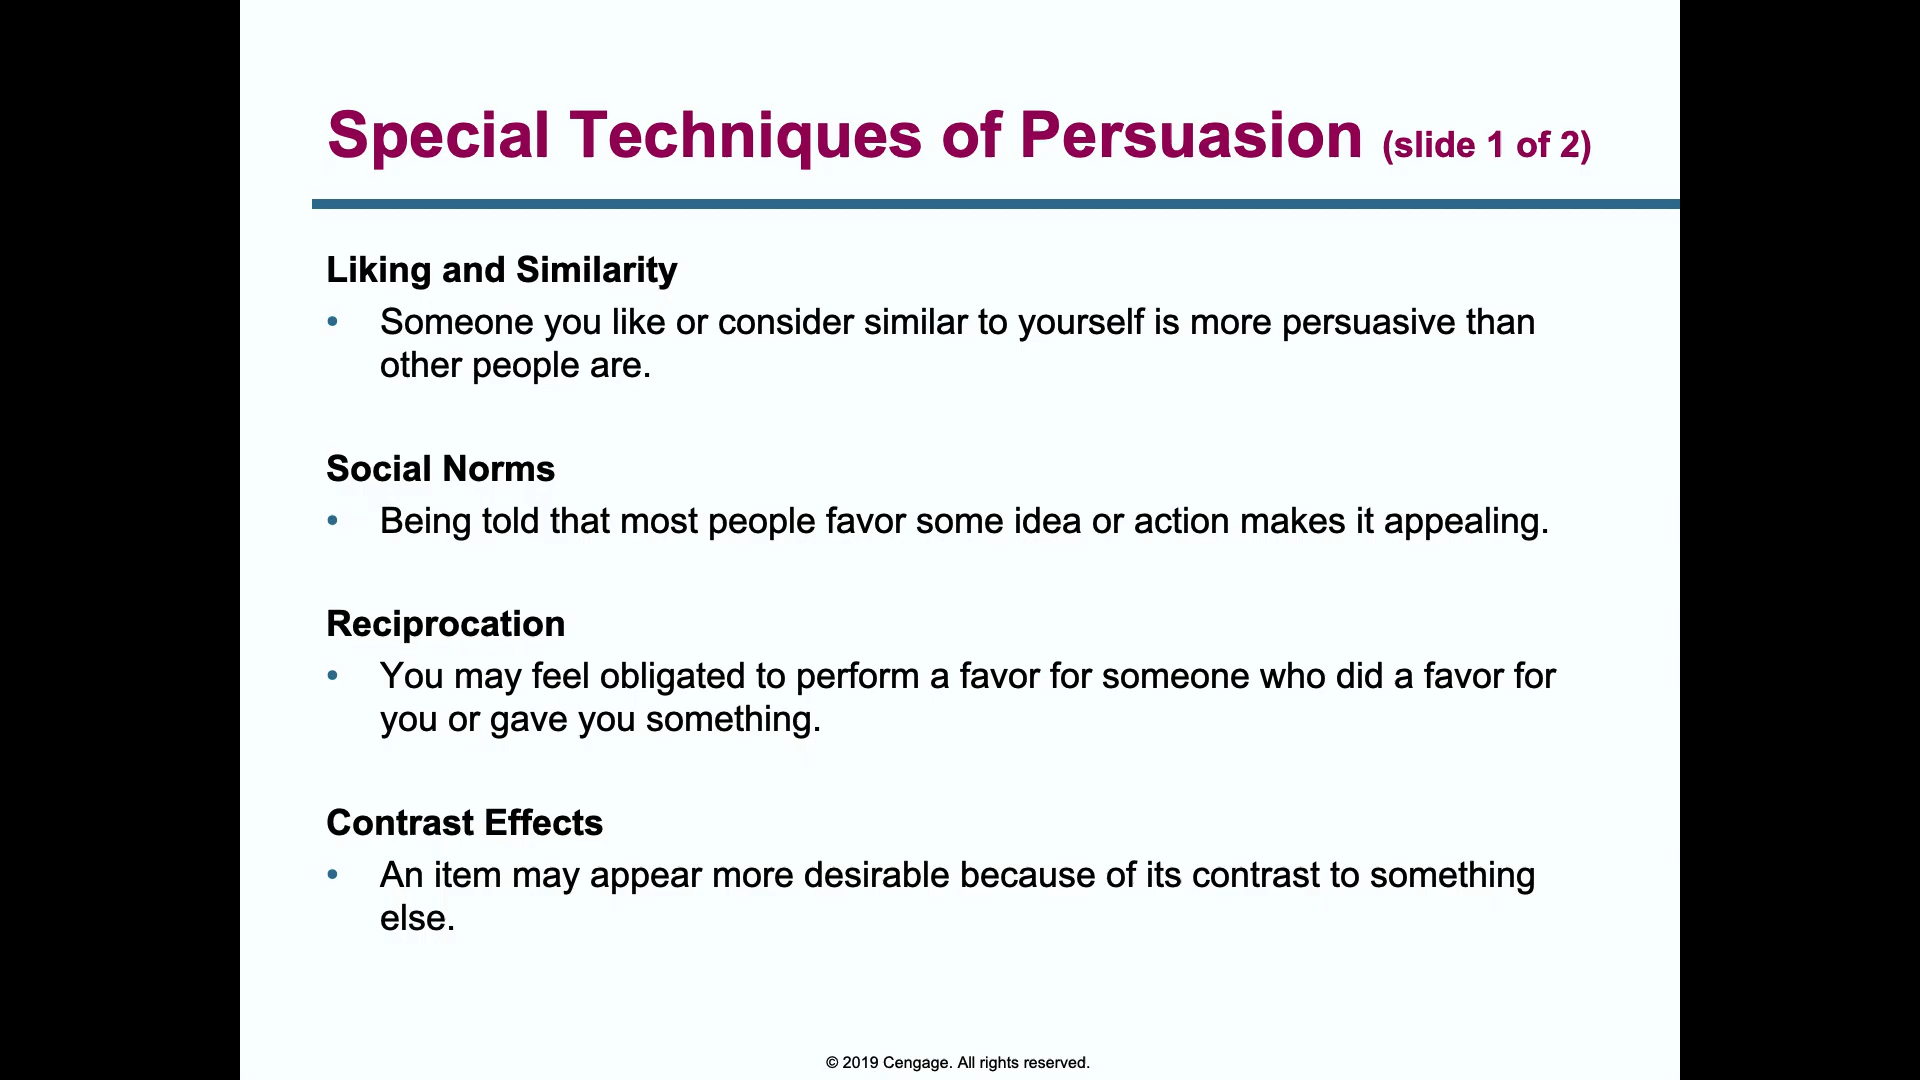 Special Techniques of Persuasion (slide 1 of 2)
Liking and Similarity
• Someone you like or consider similar to yourself is more persuasive than
other people are.
Social Norms
• Being told that most people favor some idea or action makes it appealing.
Reciprocation
• You may feel obligated to perform a favor for someone who did a favor for
you or gave you something.
Contrast Effects
• An item may appear more desirable because of its contrast to something
else.
© 2019 Cengage. All rights reserved.